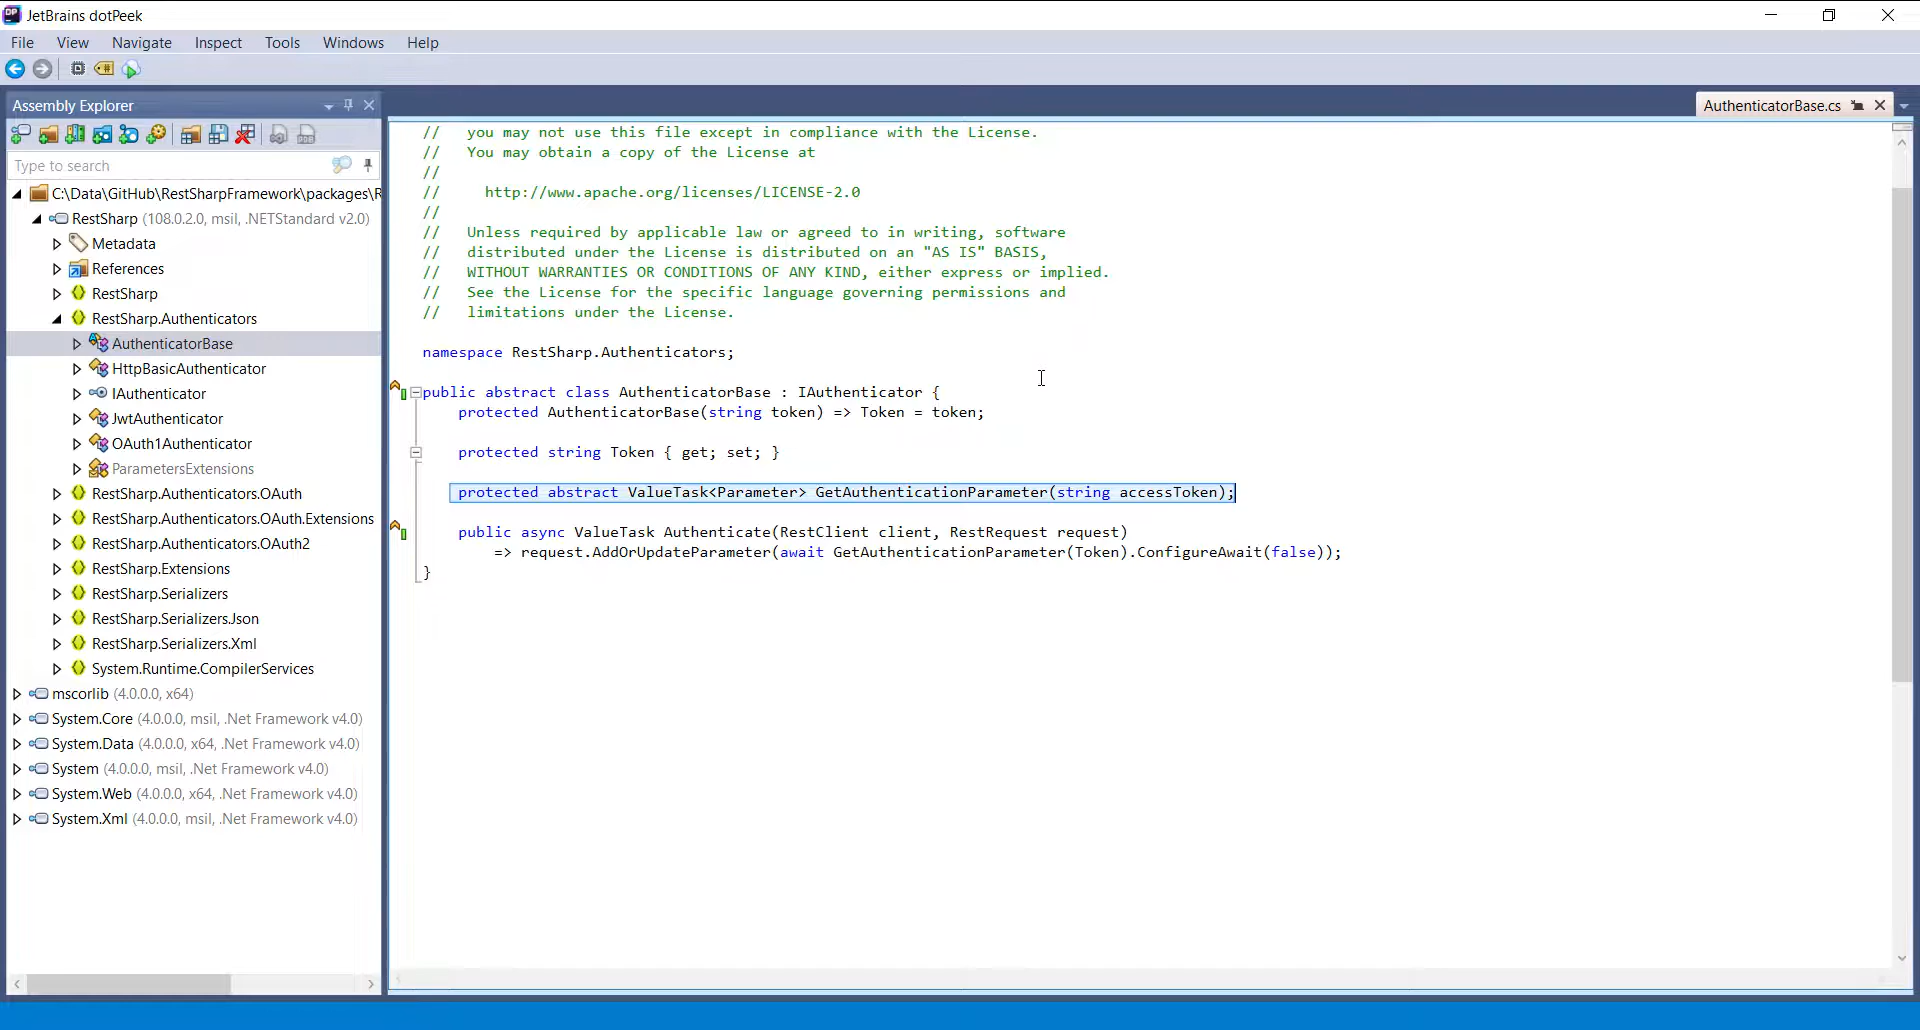 JetBrains dotPeek
File View Navigate Inspect Tools Windows Help
Assembly Explorer
Type to search
C:\Data\GitHub\RestSharpFramework\packages\R
RestSharp (108.0.2.0, msil, .NETStandard v2.0)
Metadata
References
RestSharp
RestSharp.Authenticators
AuthenticatorBase
HttpBasicAuthenticator
IAuthenticator
JwtAuthenticator
OAuth1Authenticator
ParametersExtensions
RestSharp.Authenticators.OAuth
RestSharp.Authenticators.OAuth.Extensions
RestSharp.Authenticators.OAuth2
RestSharp.Extensions
RestSharp.Serializers
RestSharp.Serializers.Json
RestSharp.Serializers.Xml
System.Runtime.CompilerServices
mscorlib (4.0.0.0, x64)
System.Core (4.0.0.0, msil, .Net Framework v4.0)
System.Data (4.0.0.0, x64, .Net Framework v4.0)
System (4.0.0.0, msil, .Net Framework v4.0)
System.Web (4.0.0.0, x64, .Net Framework v4.0)
System.Xml (4.0.0.0, msil, .Net Framework v4.0)
AuthenticatorBase.cs
//   you may not use this file except in compliance with the License.
//   You may obtain a copy of the License at
//
//     http://www.apache.org/licenses/LICENSE-2.0
//
//   Unless required by applicable law or agreed to in writing, software
//   distributed under the License is distributed on an "AS IS" BASIS,
//   WITHOUT WARRANTIES OR CONDITIONS OF ANY KIND, either express or implied.
//   See the License for the specific language governing permissions and
//   limitations under the License.
namespace RestSharp.Authenticators;
public abstract class AuthenticatorBase : IAuthenticator {
protected AuthenticatorBase(string token) => Token = token;
protected string Token { get; set; }
protected abstract ValueTask<Parameter> GetAuthenticationParameter(string accessToken);
public async ValueTask Authenticate(RestClient client, RestRequest request)
=> request.AddOrUpdateParameter(await GetAuthenticationParameter(Token).ConfigureAwait(false));
}